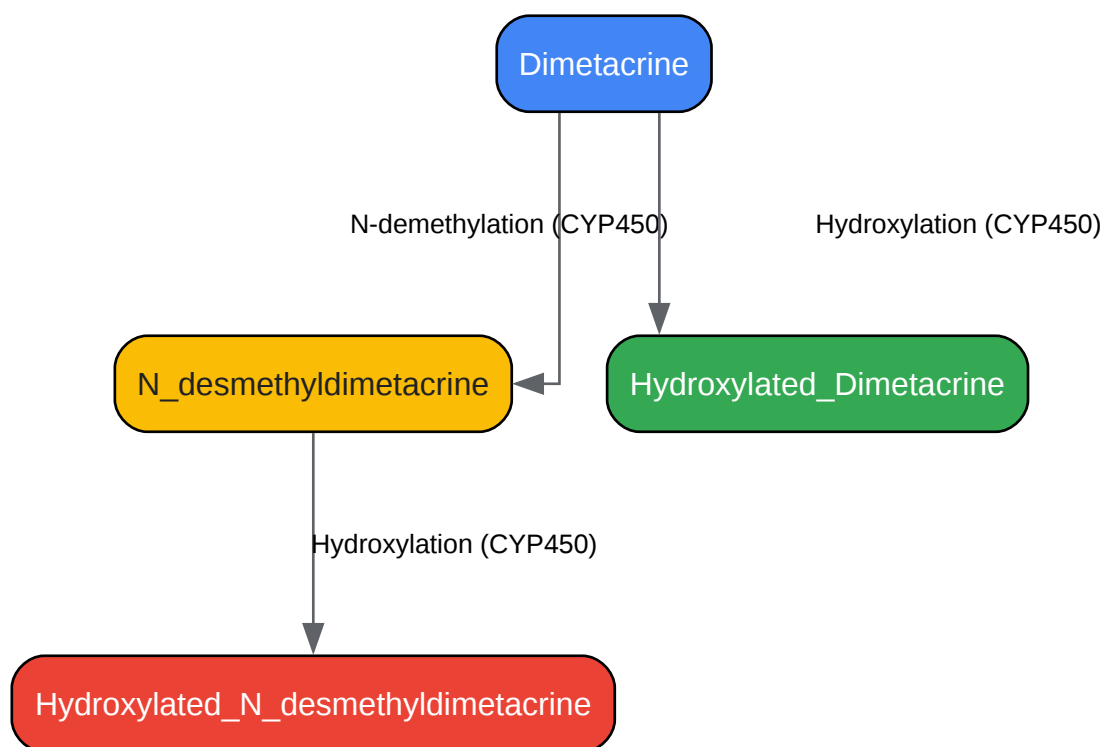 Dimetacrine
N-demethylation (CYP450)
Hydroxylation (CYP450)
N_desmethyldimetacrine
Hydroxylated_Dimetacrine
Hydroxylation (CYP450)
Hydroxylated_N_desmethyldimetacrine